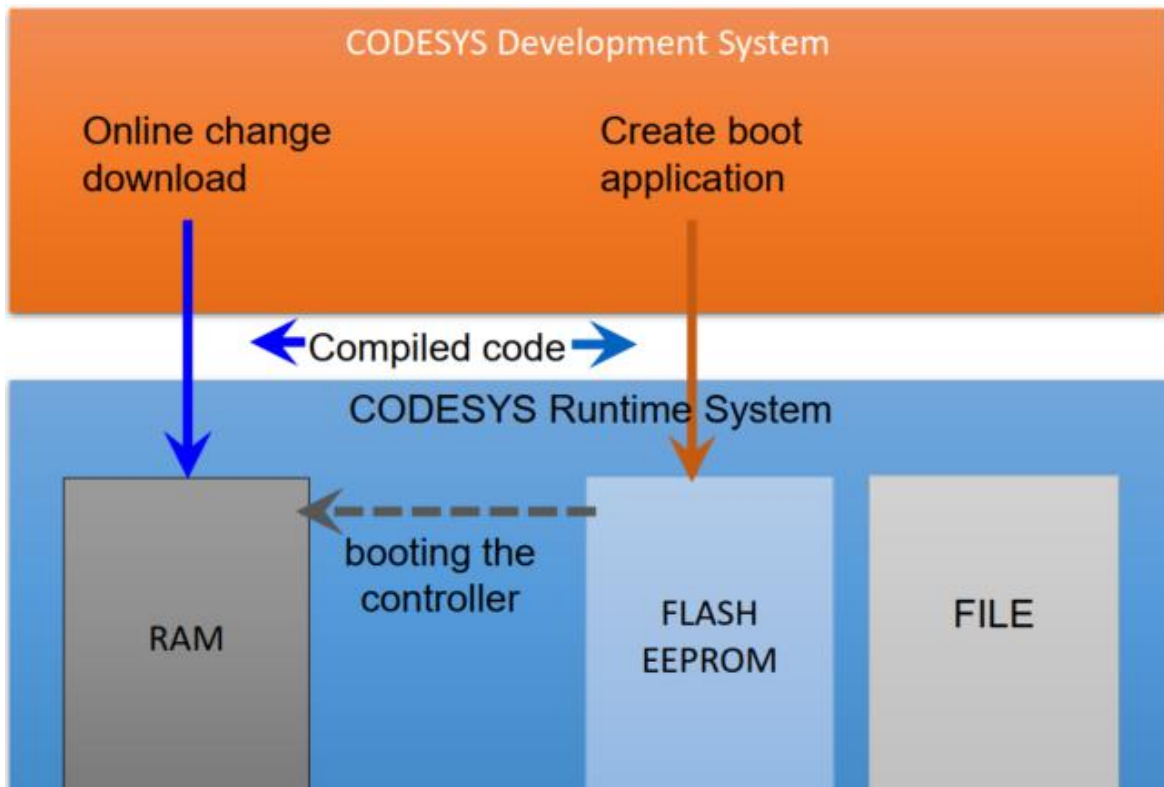 CODESYS Development System
Online change
download
Create boot
application
Compiled code
CODESYS Runtime System
booting the
controller
RAM
FLASH
EEPROM
FILE